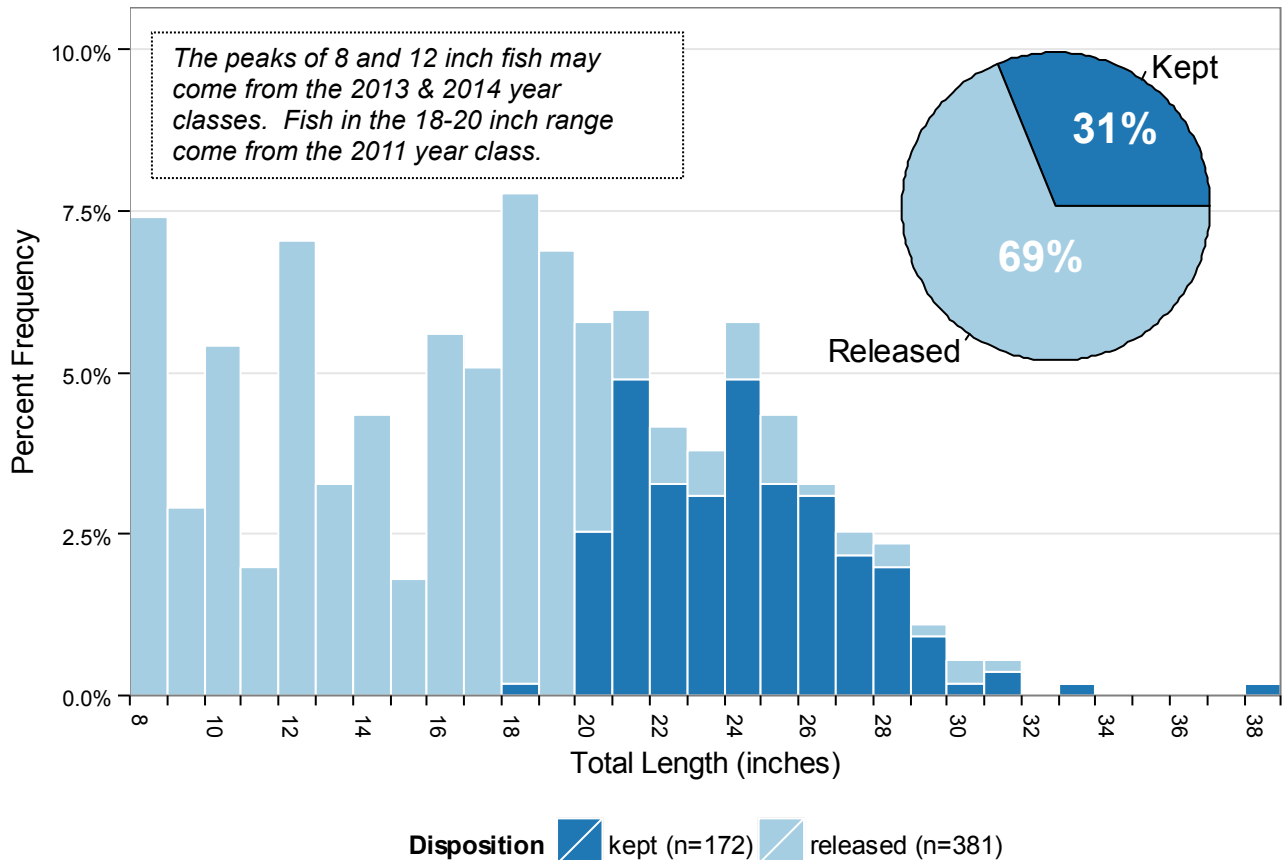 The peaks of 8 and 12 inch fish may
come from the 2013 & 2014 year
classes.  Fish in the 18-20 inch range
come from the 2011 year class.
Kept
31%
69%
Released
Percent Frequency
10.0%
7.5%
5.0%
2.5%
0.0%
8 10 12 14 16 18 20 22 24 26 28 30 32 34 36 38
Total Length (inches)
Disposition kept (n=172) released (n=381)